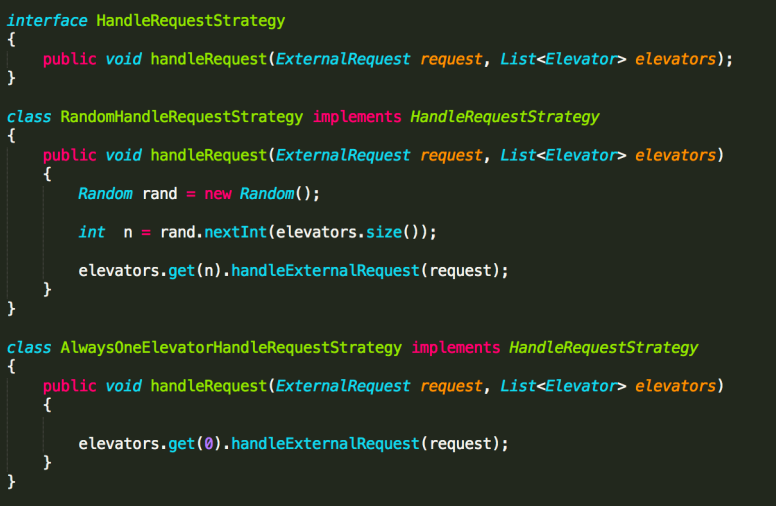 interface HandleRequestStrategy
{
    public void handleRequest(ExternalRequest request, List<Elevator> elevators);
}

class RandomHandleRequestStrategy implements HandleRequestStrategy
{
    public void handleRequest(ExternalRequest request, List<Elevator> elevators)
    {
        Random rand = new Random();

        int  n = rand.nextInt(elevators.size());

        elevators.get(n).handleExternalRequest(request);
    }
}

class AlwaysOneElevatorHandleRequestStrategy implements HandleRequestStrategy
{
    public void handleRequest(ExternalRequest request, List<Elevator> elevators)
    {

        elevators.get(0).handleExternalRequest(request);
    }
}